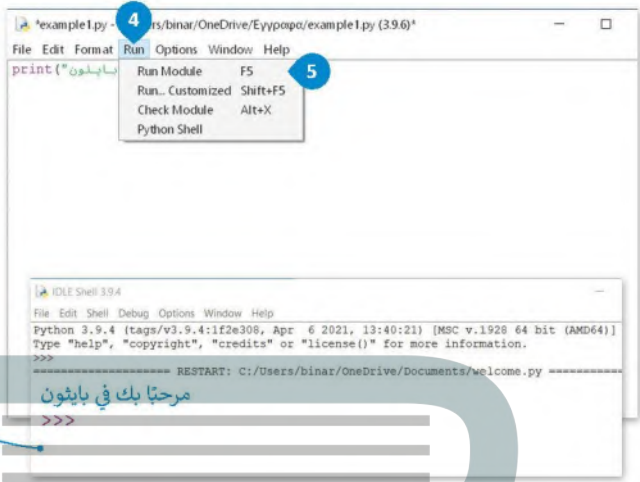 *example1.py - rs/binar/OneDrive/Εγγραφα/example1.py (3.9.6)*
4
File Edit Format Run Options Window Help
print("بايثون
Run Module F5
5
Run... Customized Shift+F5
Check Module Alt+X
Python Shell
IDLE Shell 3.9.4
File Edit Shell Debug Options Window Help
Python 3.9.4 (tags/v3.9.4:1f2e308, Apr 6 2021, 13:40:21) [MSC v.1928 64 bit (AMD64)]
Type "help", "copyright", "credits" or "license()" for more information.
>>>
==================== RESTART: C:/Users/binar/OneDrive/Documents/welcome.py ===========
مرحبًا بك في بايثون
>>>